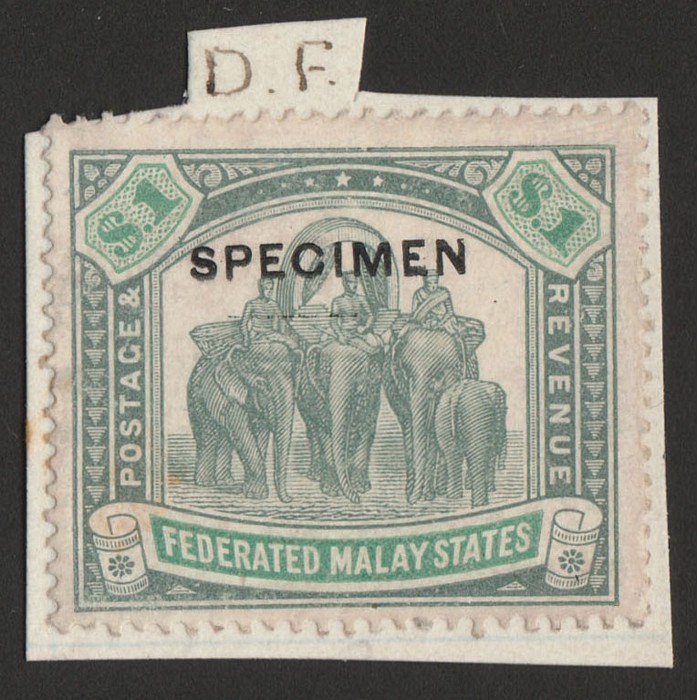 D. F.
$.1
$.1
SPECIMEN
POSTAGE &
REVENUE
FEDERATED MALAY STATES